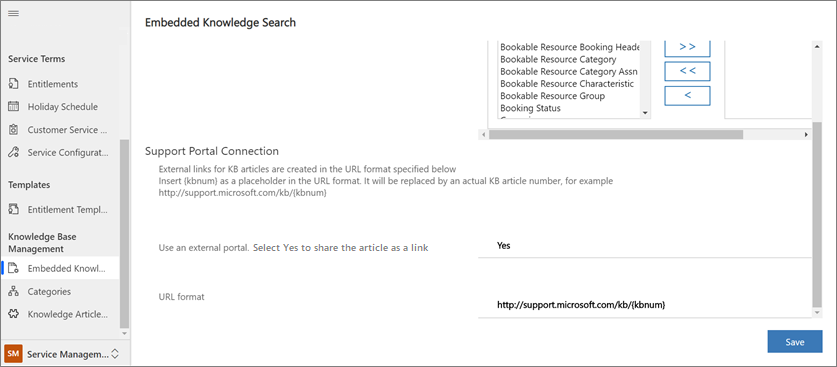 Embedded Knowledge Search
Service Terms
Entitlements
Holiday Schedule
Customer Service ...
Service Configurat...
Templates
Entitlement Templ...
Knowledge Base
Management
Embedded Knowl...
Categories
Knowledge Article...
SM Service Managem...
Bookable Resource Booking Heade
Bookable Resource Category
Bookable Resource Category Assn
Bookable Resource Characteristic
Bookable Resource Group
Booking Status
>>
<<
<
Support Portal Connection
External links for KB articles are created in the URL format specified below
Insert {kbnum} as a placeholder in the URL format. It will be replaced by an actual KB article number, for example
http://support.microsoft.com/kb/{kbnum}
Use an external portal. Select Yes to share the article as a link
Yes
URL format
http://support.microsoft.com/kb/{kbnum}
Save